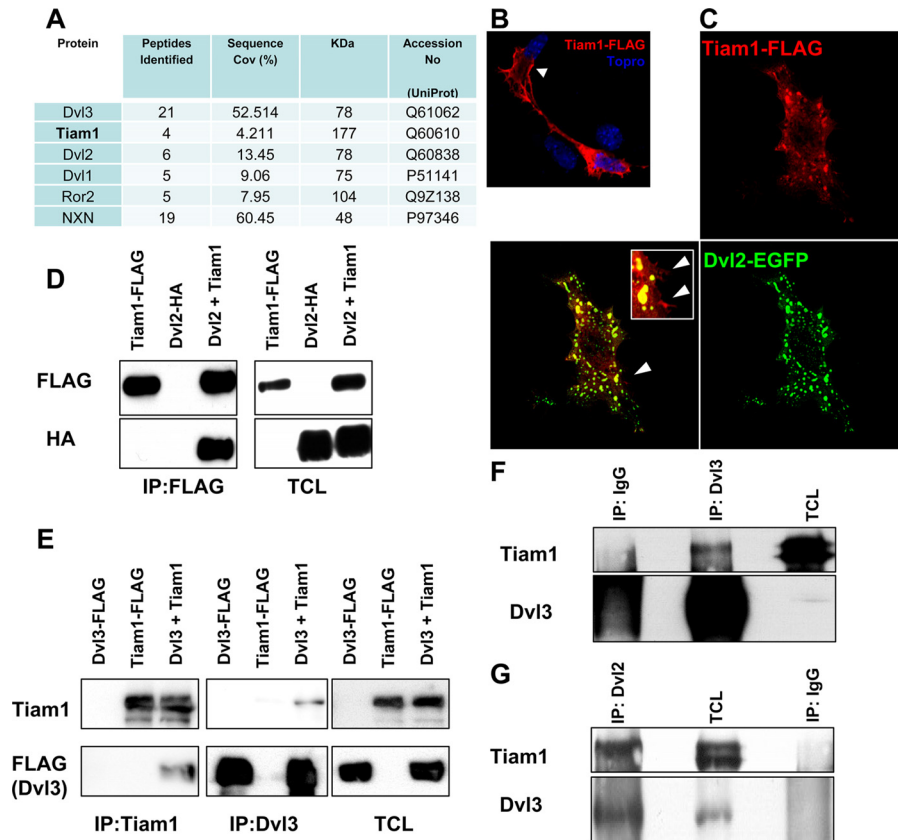 A
Protein Peptides Identified Sequence Cov (%) KDa Accession No (UniProt)
Dvl3 21 52.514 78 Q61062
Tiam1 4 4.211 177 Q60610
Dvl2 6 13.45 78 Q60838
Dvl1 5 9.06 75 P51141
Ror2 5 7.95 104 Q9Z138
NXN 19 60.45 48 P97346
B
Tiam1-FLAG
Topro
C
Tiam1-FLAG
Dvl2-EGFP
D
Tiam1-FLAG Dvl2-HA Dvl2 + Tiam1 Tiam1-FLAG Dvl2-HA Dvl2 + Tiam1
FLAG
HA
IP:FLAG TCL
E
Dvl3-FLAG Tiam1-FLAG Dvl3 + Tiam1 Dvl3-FLAG Tiam1-FLAG Dvl3 + Tiam1 Dvl3-FLAG Tiam1-FLAG Dvl3 + Tiam1
Tiam1
FLAG
(Dvl3)
IP:Tiam1 IP:Dvl3 TCL
F
IP: IgG IP: Dvl3 TCL
Tiam1
Dvl3
G
IP: Dvl2 TCL IP: IgG
Tiam1
Dvl3